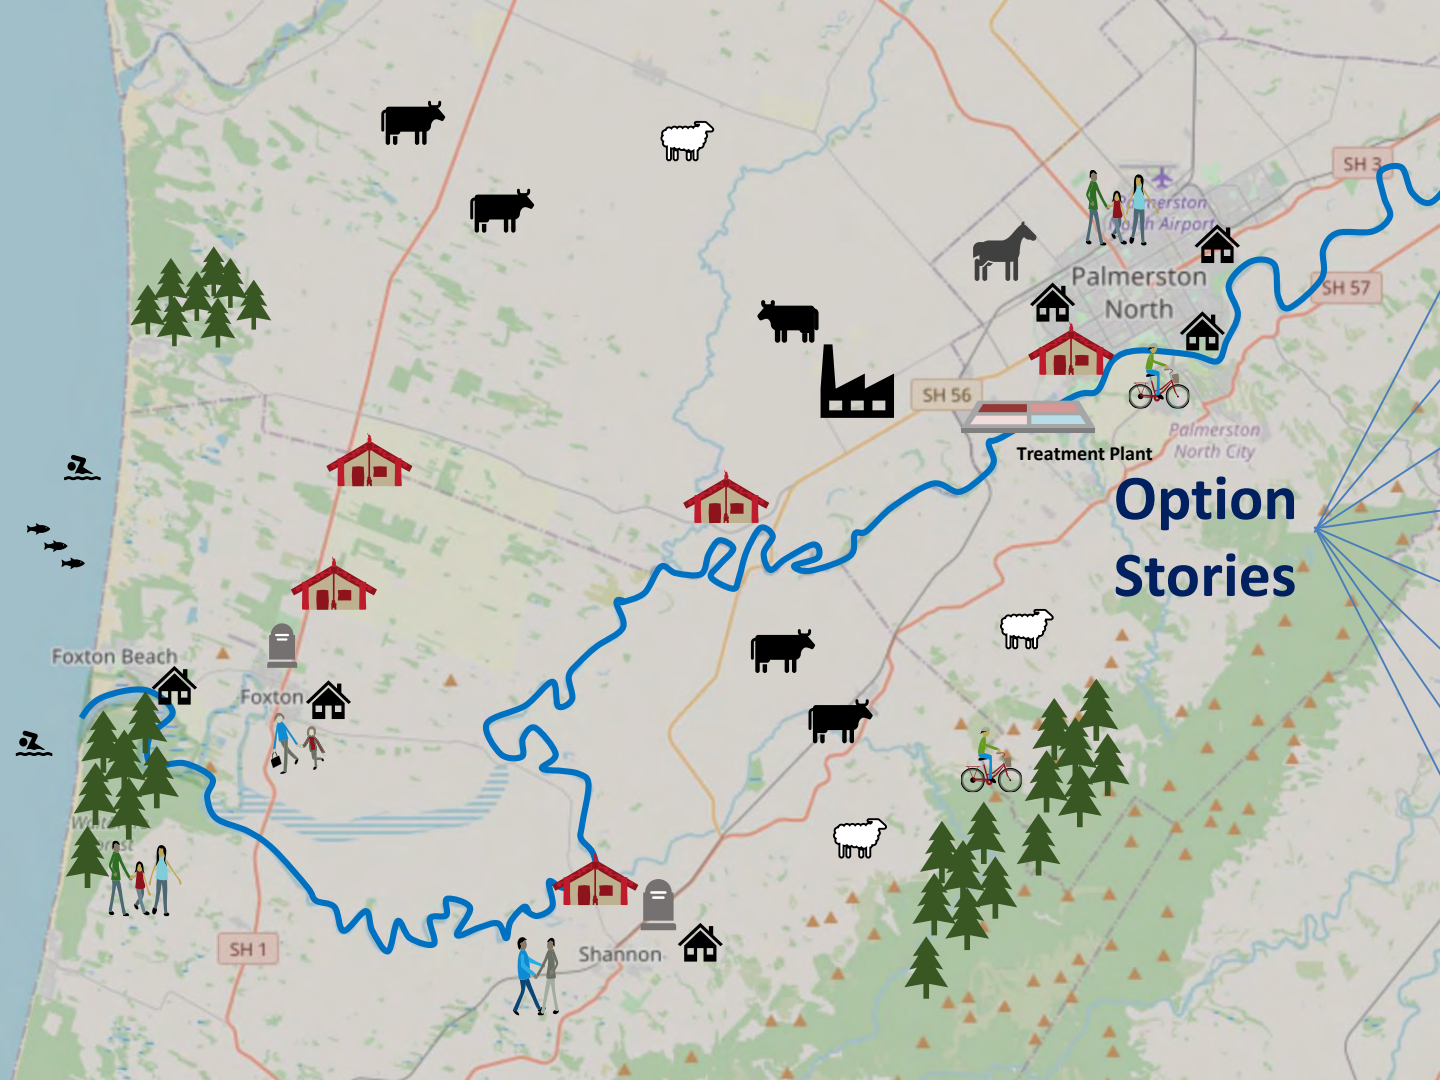 SH 3
Palmerston
North Airport
Palmerston
North
SH 57
SH 56
Palmerston
North City
Treatment Plant
Option
Stories
Foxton Beach
Foxton
SH 1
Shannon